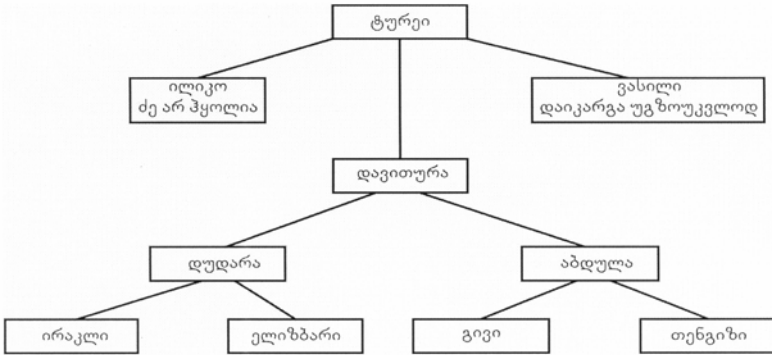 ტურეი
ილიკო
ძე არ ჰყოლია
ვასილი
დაიკარგა უგზოუკვლოდ
დავითურა
დუდარა
აბდულა
ირაკლი
ელიზბარი
გივი
თენგიზი